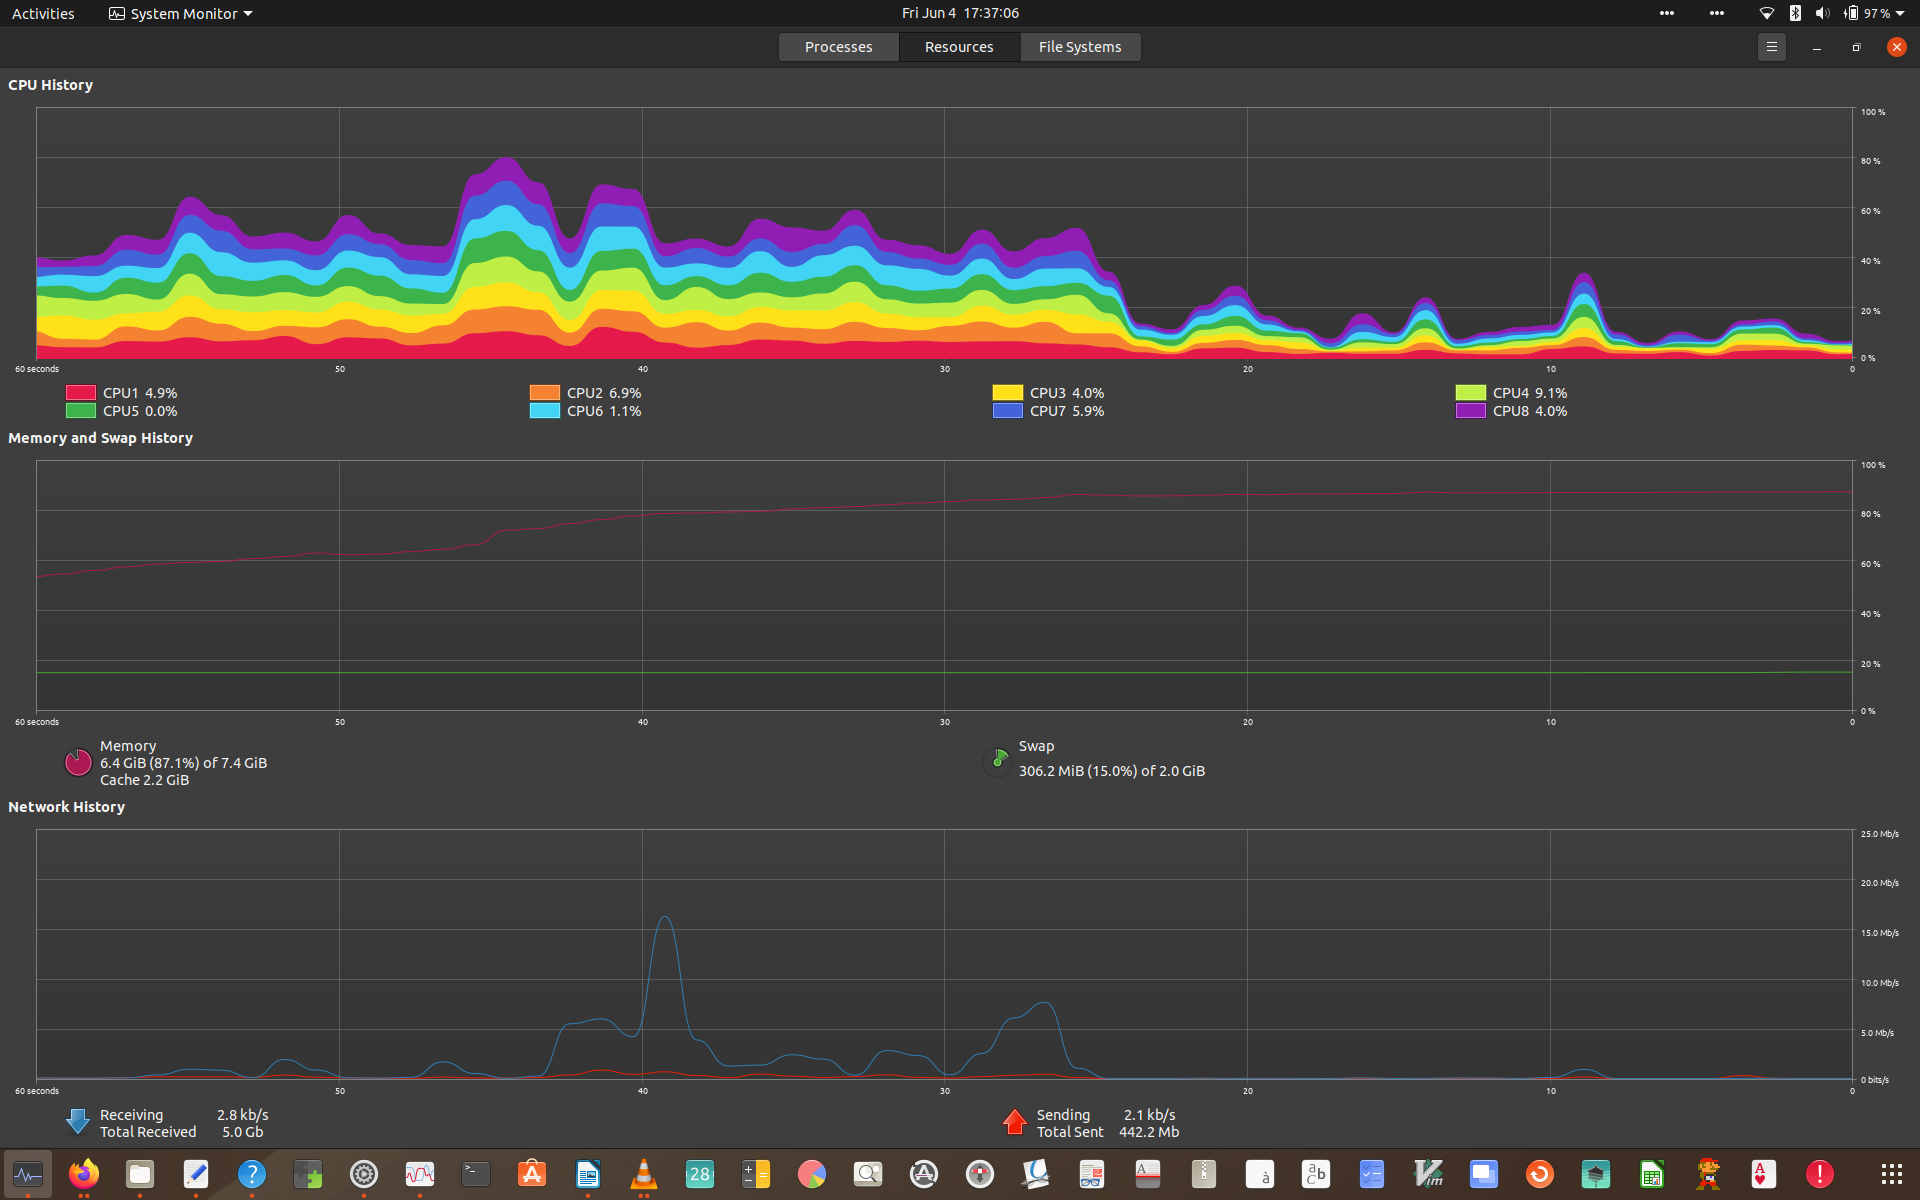 Activities System Monitor Fri Jun 4 17:37:06 97 %
Processes Resources File Systems
CPU History
100 %
80 %
60 %
40 %
20 %
0 %
60 seconds 50 40 30 20 10 0
CPU1 4.9% CPU2 6.9% CPU3 4.0% CPU4 9.1%
CPU5 0.0% CPU6 1.1% CPU7 5.9% CPU8 4.0%
Memory and Swap History
100 %
80 %
60 %
40 %
20 %
0 %
60 seconds 50 40 30 20 10 0
Memory
6.4 GiB (87.1%) of 7.4 GiB
Cache 2.2 GiB
Swap
306.2 MiB (15.0%) of 2.0 GiB
Network History
25.0 Mb/s
20.0 Mb/s
15.0 Mb/s
10.0 Mb/s
5.0 Mb/s
0 bits/s
60 seconds 50 40 30 20 10 0
Receiving 2.8 kb/s
Total Received 5.0 Gb
Sending 2.1 kb/s
Total Sent 442.2 Mb
28